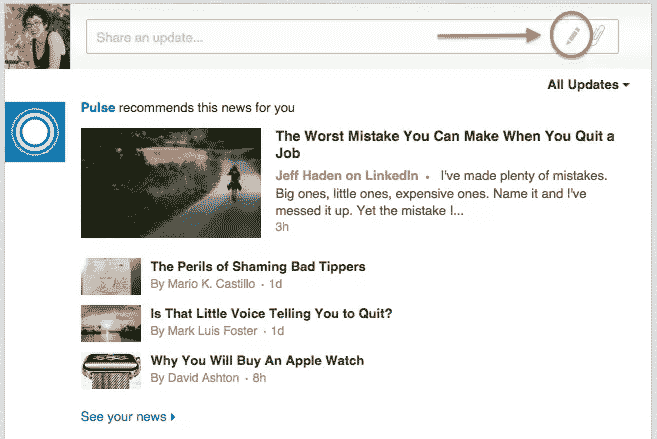 Share an update...
All Updates
Pulse recommends this news for you
The Worst Mistake You Can Make When You Quit a
Job
Jeff Haden on LinkedIn • I've made plenty of mistakes.
Big ones, little ones, expensive ones. Name it and I've
messed it up. Yet the mistake I...
3h
The Perils of Shaming Bad Tippers
By Mario K. Castillo · 1d
Is That Little Voice Telling You to Quit?
By Mark Luis Foster · 1d
Why You Will Buy An Apple Watch
By David Ashton · 8h
See your news